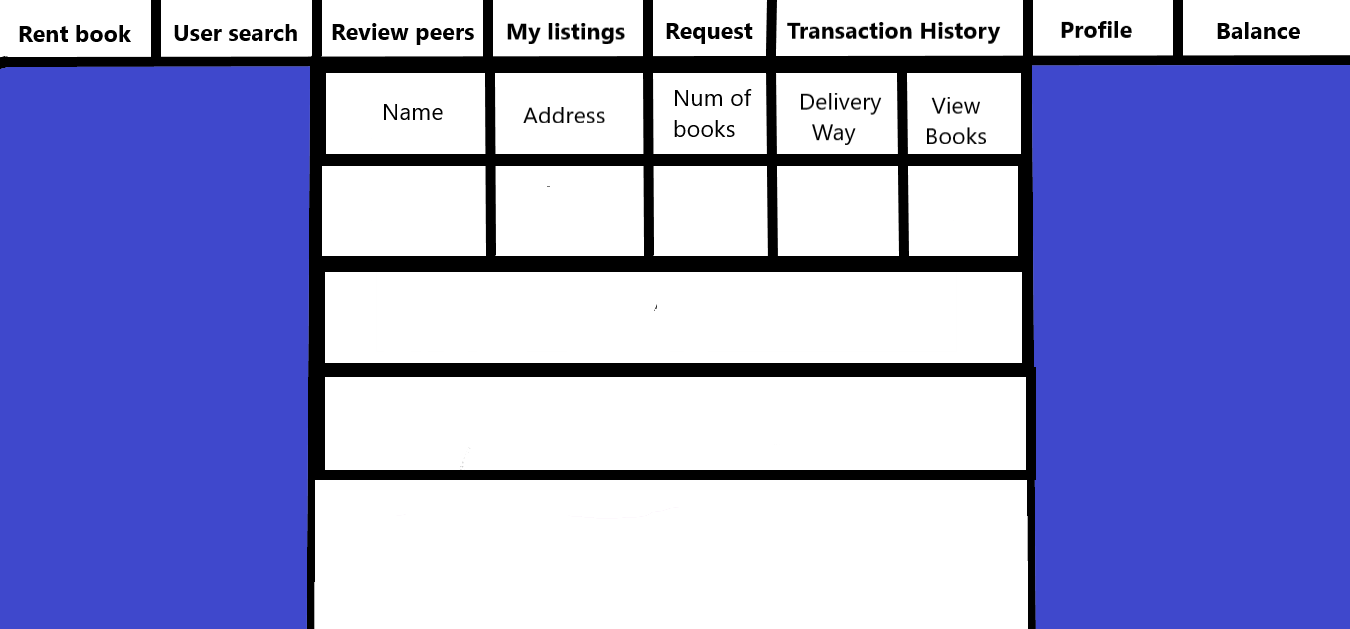 Rent book
User search
Review peers
My listings
Request
Transaction History
Profile
Balance
Name
Address
Num of
books
Delivery
Way
View
Books